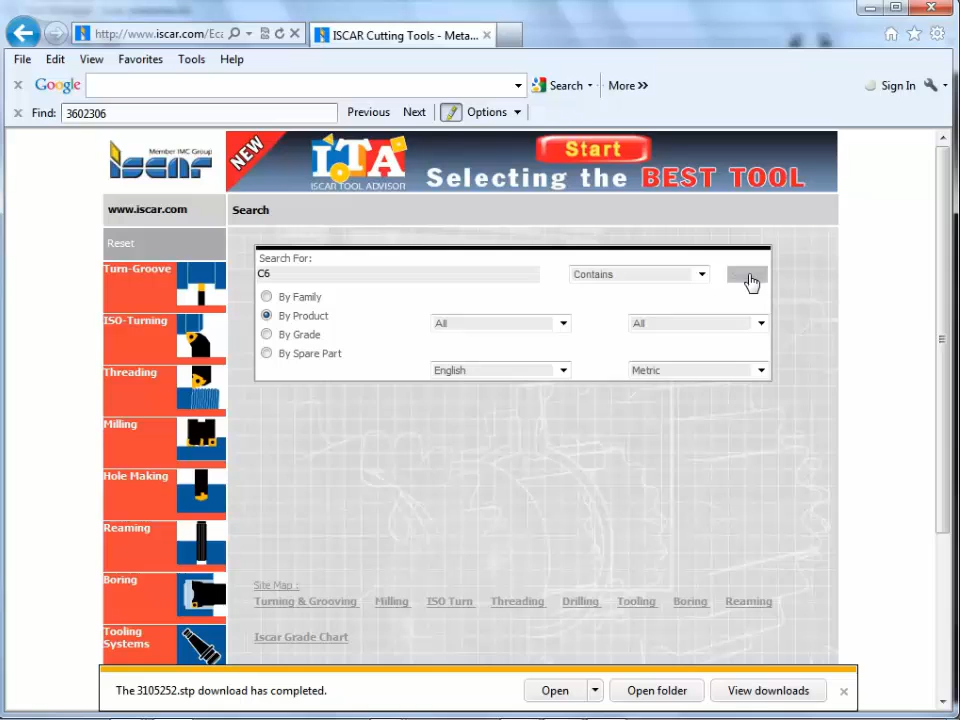 http://www.iscar.com/Eca
ISCAR Cutting Tools - Meta...
File Edit View Favorites Tools Help
Google Search More >> Sign In
Find: 3602306 Previous Next Options
Member IMC Group
iscar
NEW
ITA
ISCAR TOOL ADVISOR
Start
Selecting the BEST TOOL
www.iscar.com
Search
Reset
Search For:
C6 Contains
By Family
By Product All All
By Grade
By Spare Part
English Metric
Turn-Groove
ISO-Turning
Threading
Milling
Hole Making
Reaming
Boring
Tooling Systems
Site Map :
Turning & Grooving Milling ISO Turn Threading Drilling Tooling Boring Reaming
Iscar Grade Chart
The 3105252.stp download has completed. Open Open folder View downloads